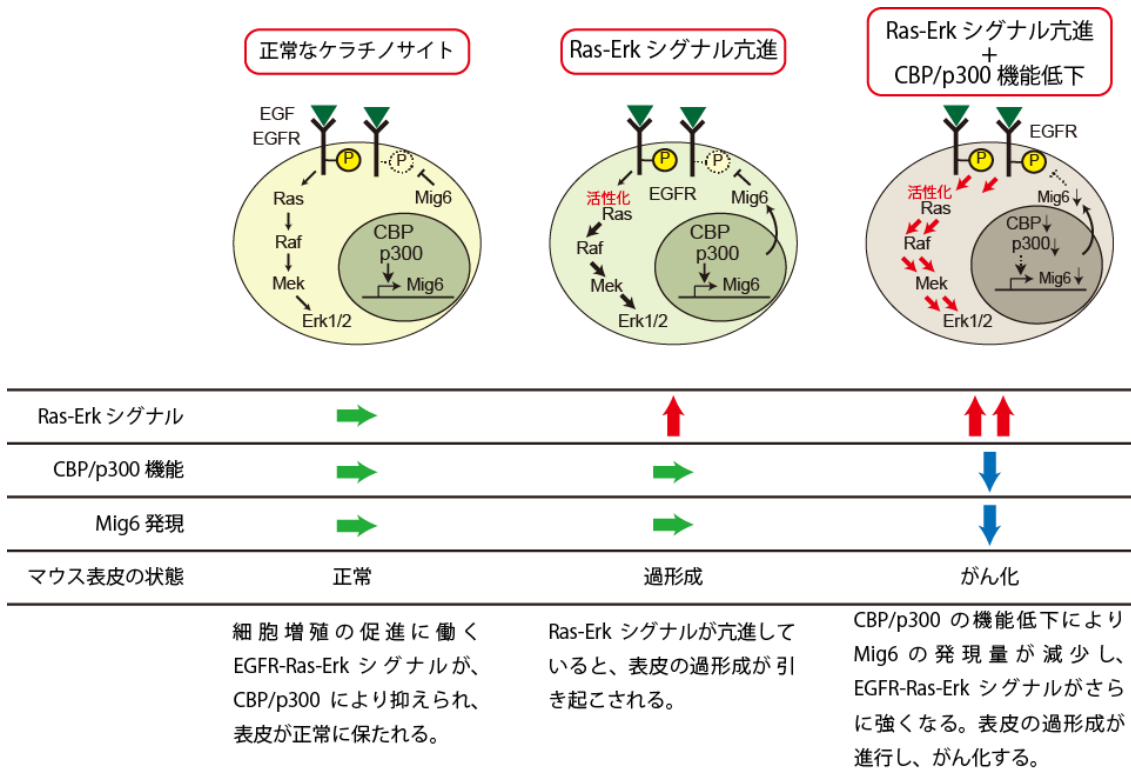 正常なケラチノサイト
Ras-Erk シグナル亢進
Ras-Erk シグナル亢進
+
CBP/p300 機能低下
EGF
EGFR
P
P
Ras
Mig6
Raf
CBP
p300
Mek
Mig6
Erk1/2
P
P
活性化
EGFR
Mig6
Ras
Raf
CBP
p300
Mek
Mig6
Erk1/2
EGFR
P
P
活性化
Mig6
Ras
CBP
Raf
p300
Mek
Mig6
Erk1/2
Ras-Erk シグナル
CBP/p300 機能
Mig6 発現
マウス表皮の状態
正常
過形成
がん化
細胞増殖の促進に働く
EGFR-Ras-Erk シグナルが、
CBP/p300 により抑えられ、
表皮が正常に保たれる。
Ras-Erk シグナルが亢進して
いると、表皮の過形成が 引
き起こされる。
CBP/p300 の機能低下により
Mig6 の発現量が減少し、
EGFR-Ras-Erk シグナルがさら
に強くなる。表皮の過形成が
進行し、がん化する。